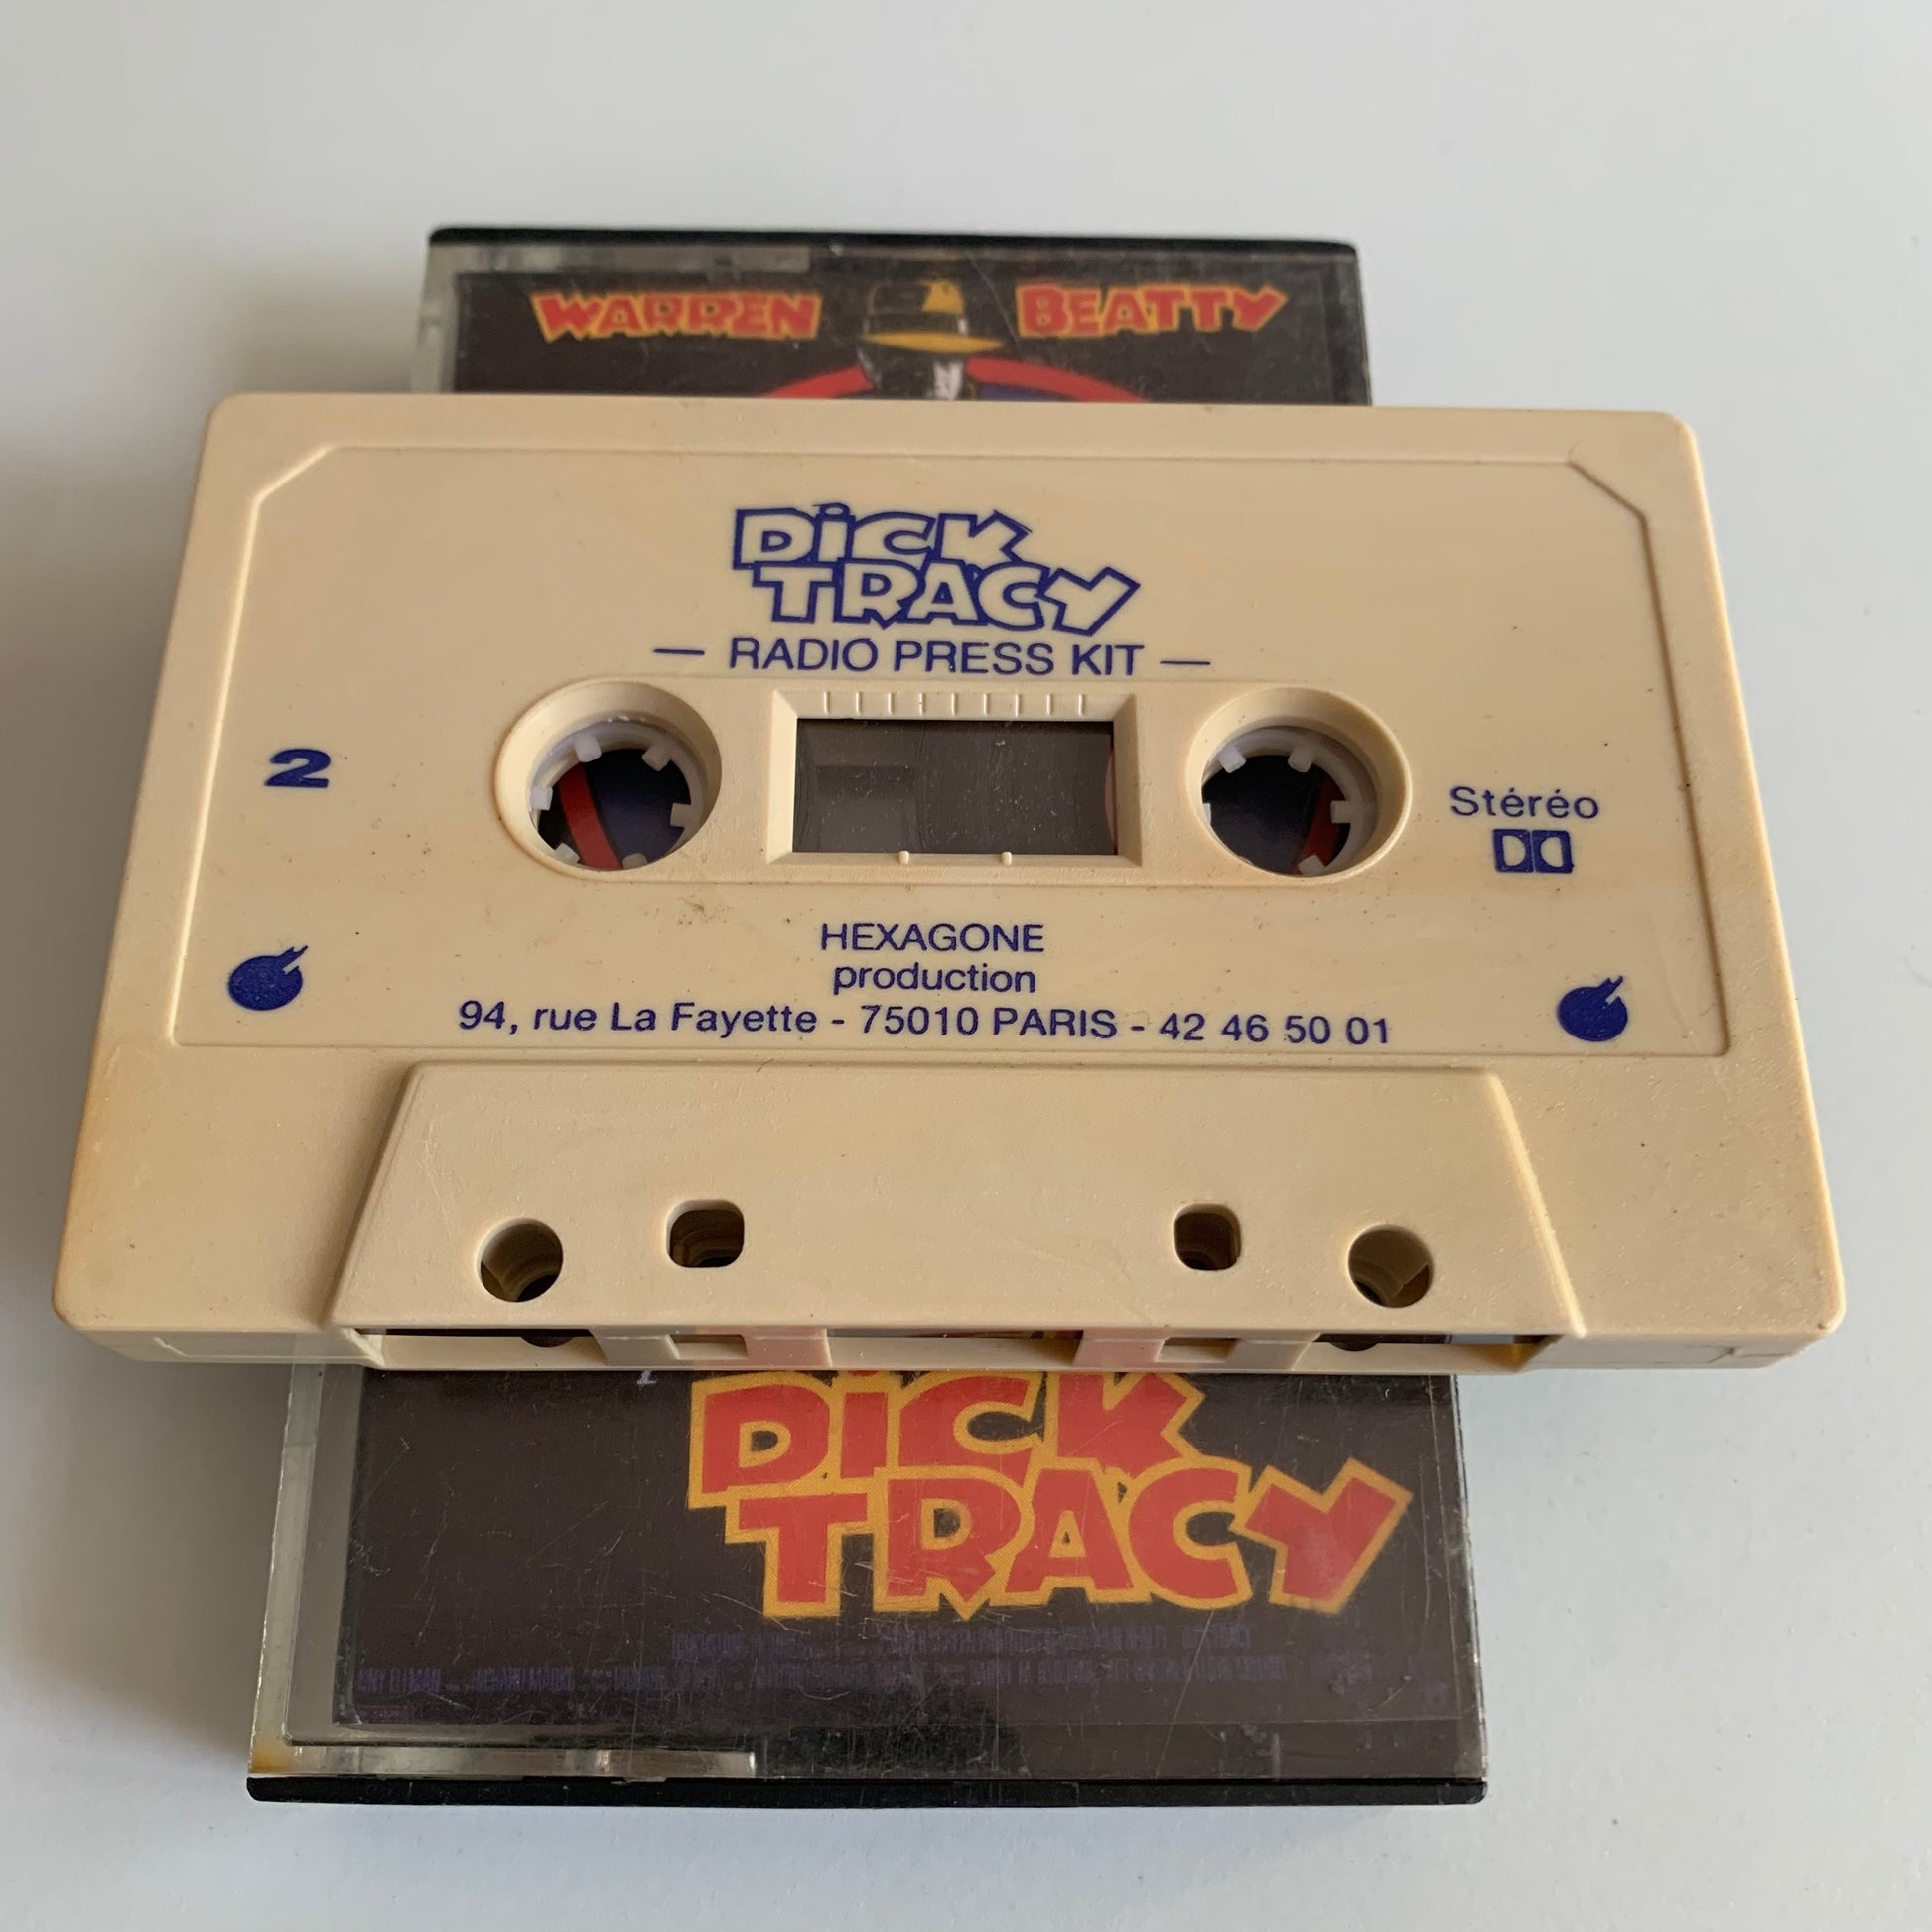 WARREN BEATTY
DiCK
TRACY
— RADIO PRESS KIT —
2
Stéréo
HEXAGONE
production
94, rue La Fayette - 75010 PARIS - 42 46 50 01
DiCK
TRACY